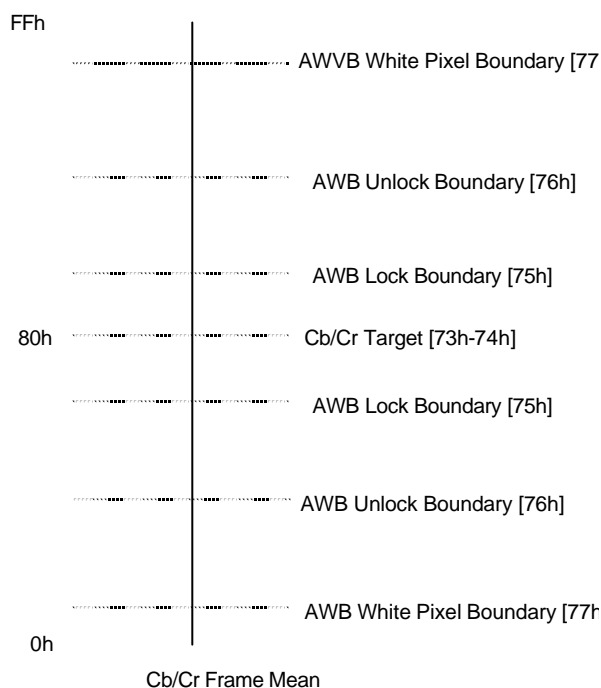 FFh
AWVB White Pixel Boundary [77
AWB Unlock Boundary [76h]
AWB Lock Boundary [75h]
80h Cb/Cr Target [73h-74h]
AWB Lock Boundary [75h]
AWB Unlock Boundary [76h]
AWB White Pixel Boundary [77h
0h
Cb/Cr Frame Mean